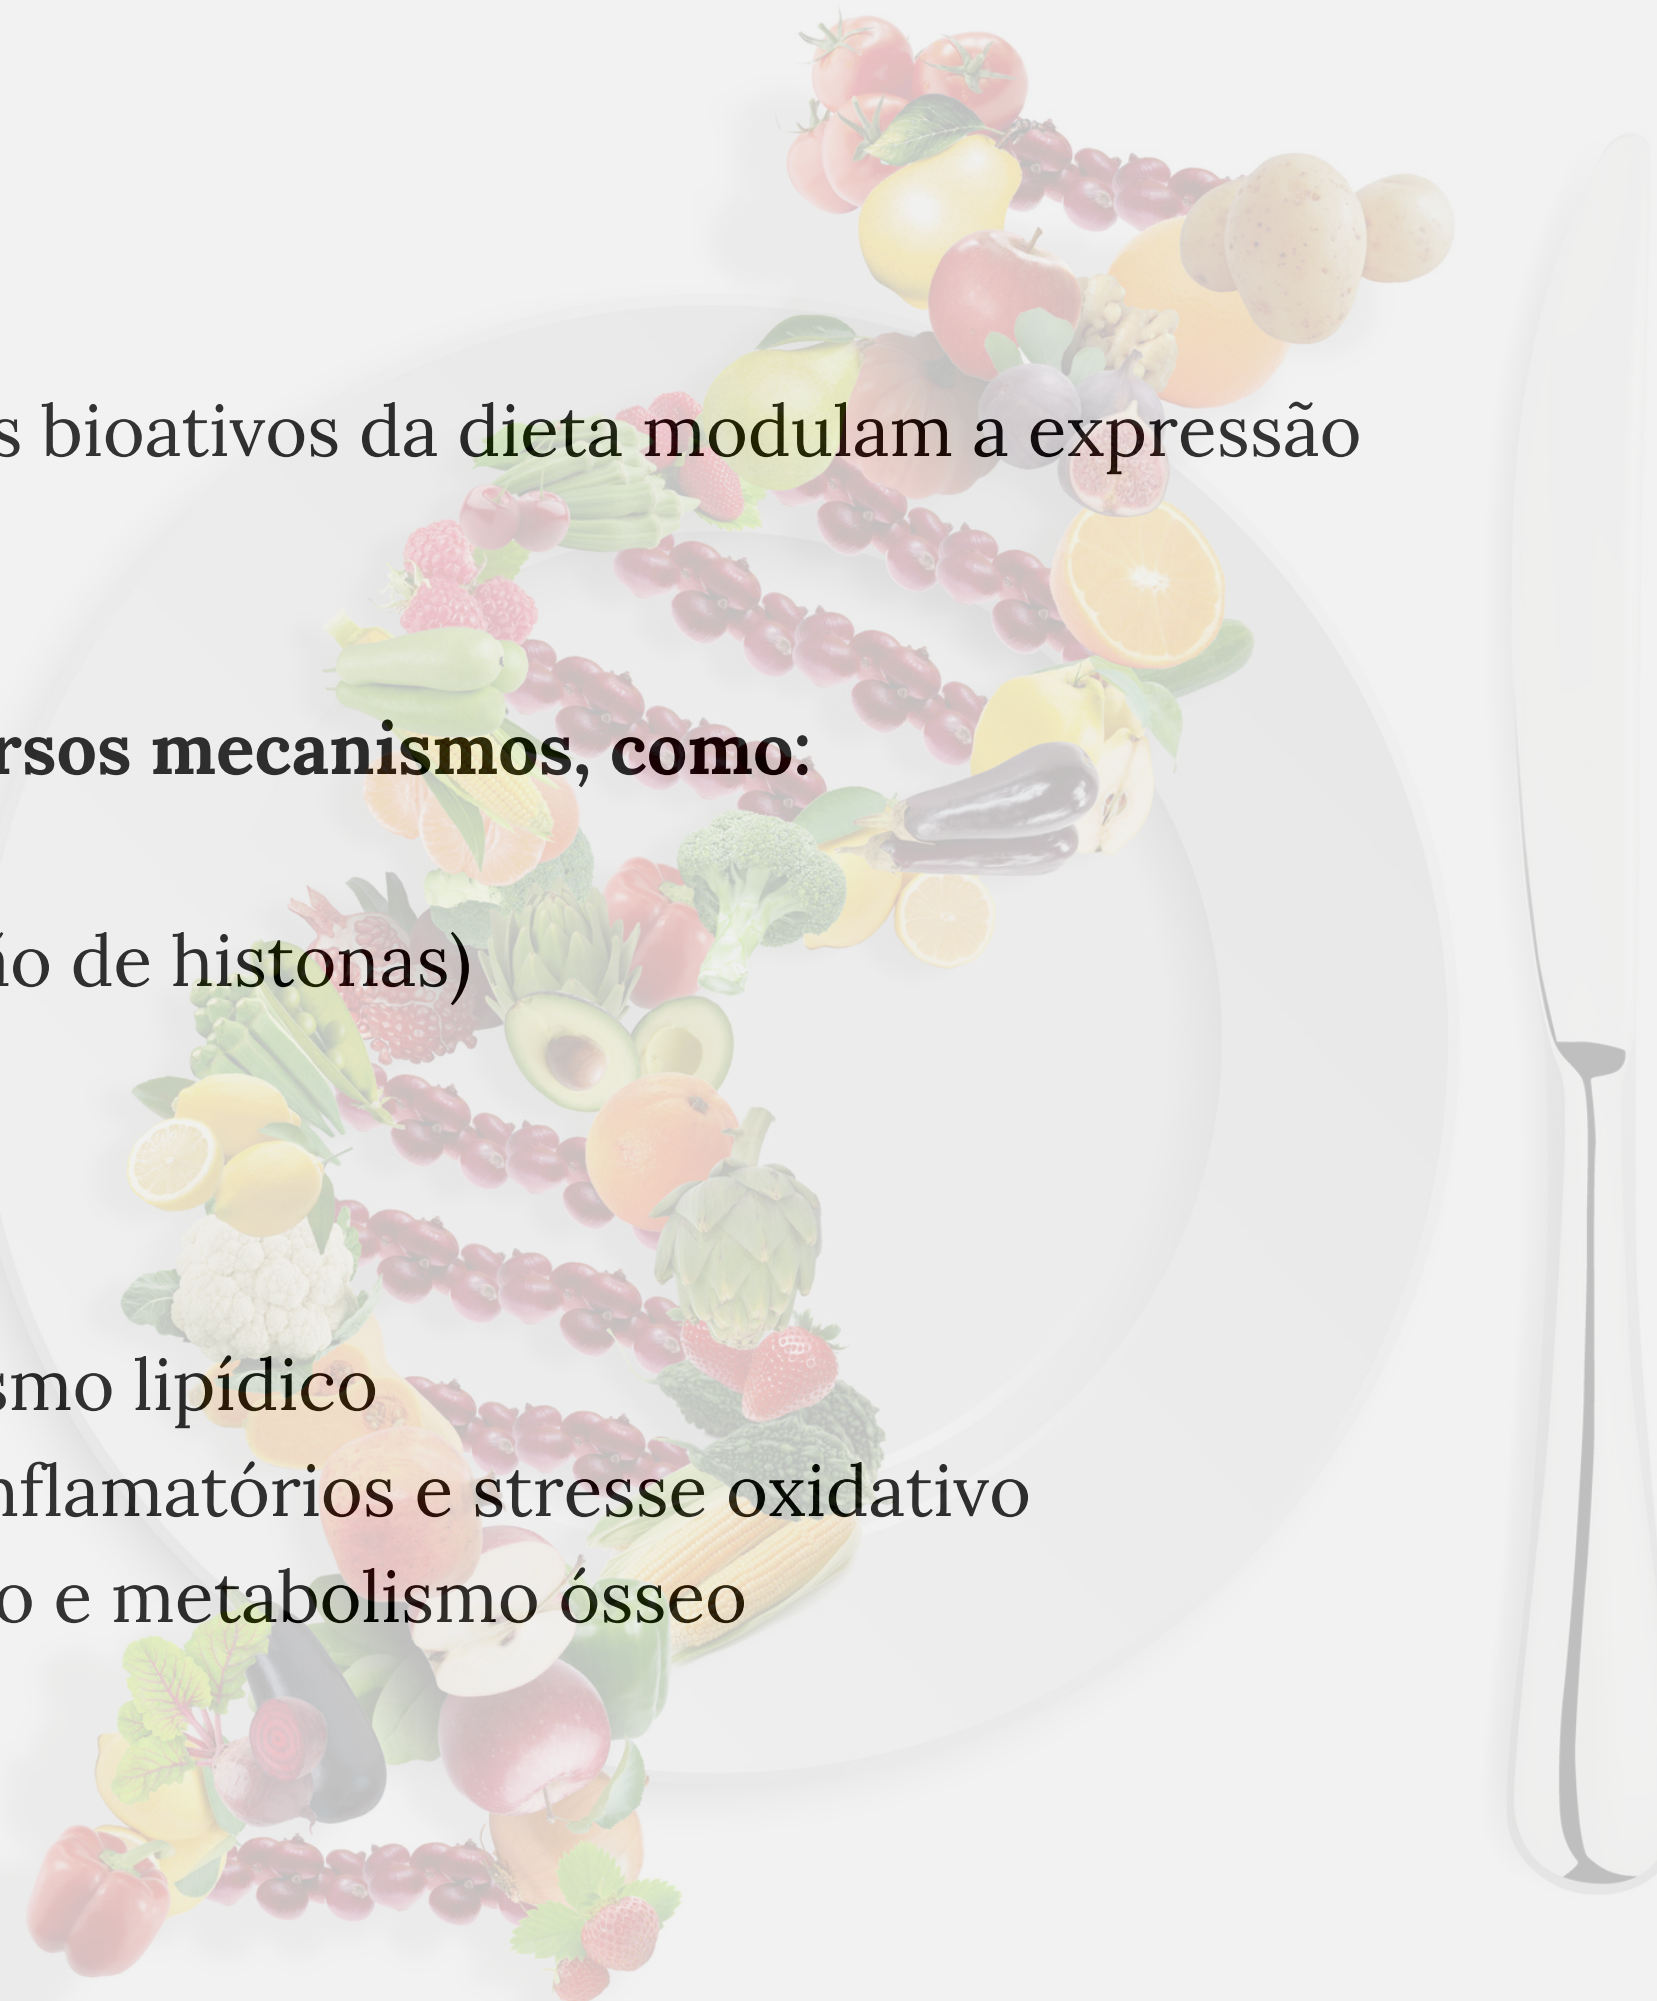 s bioativos da dieta modulam a expressão
rsos mecanismos, como:
ão de histonas)
smo lipídico
nflamatórios e stresse oxidativo
o e metabolismo ósseo